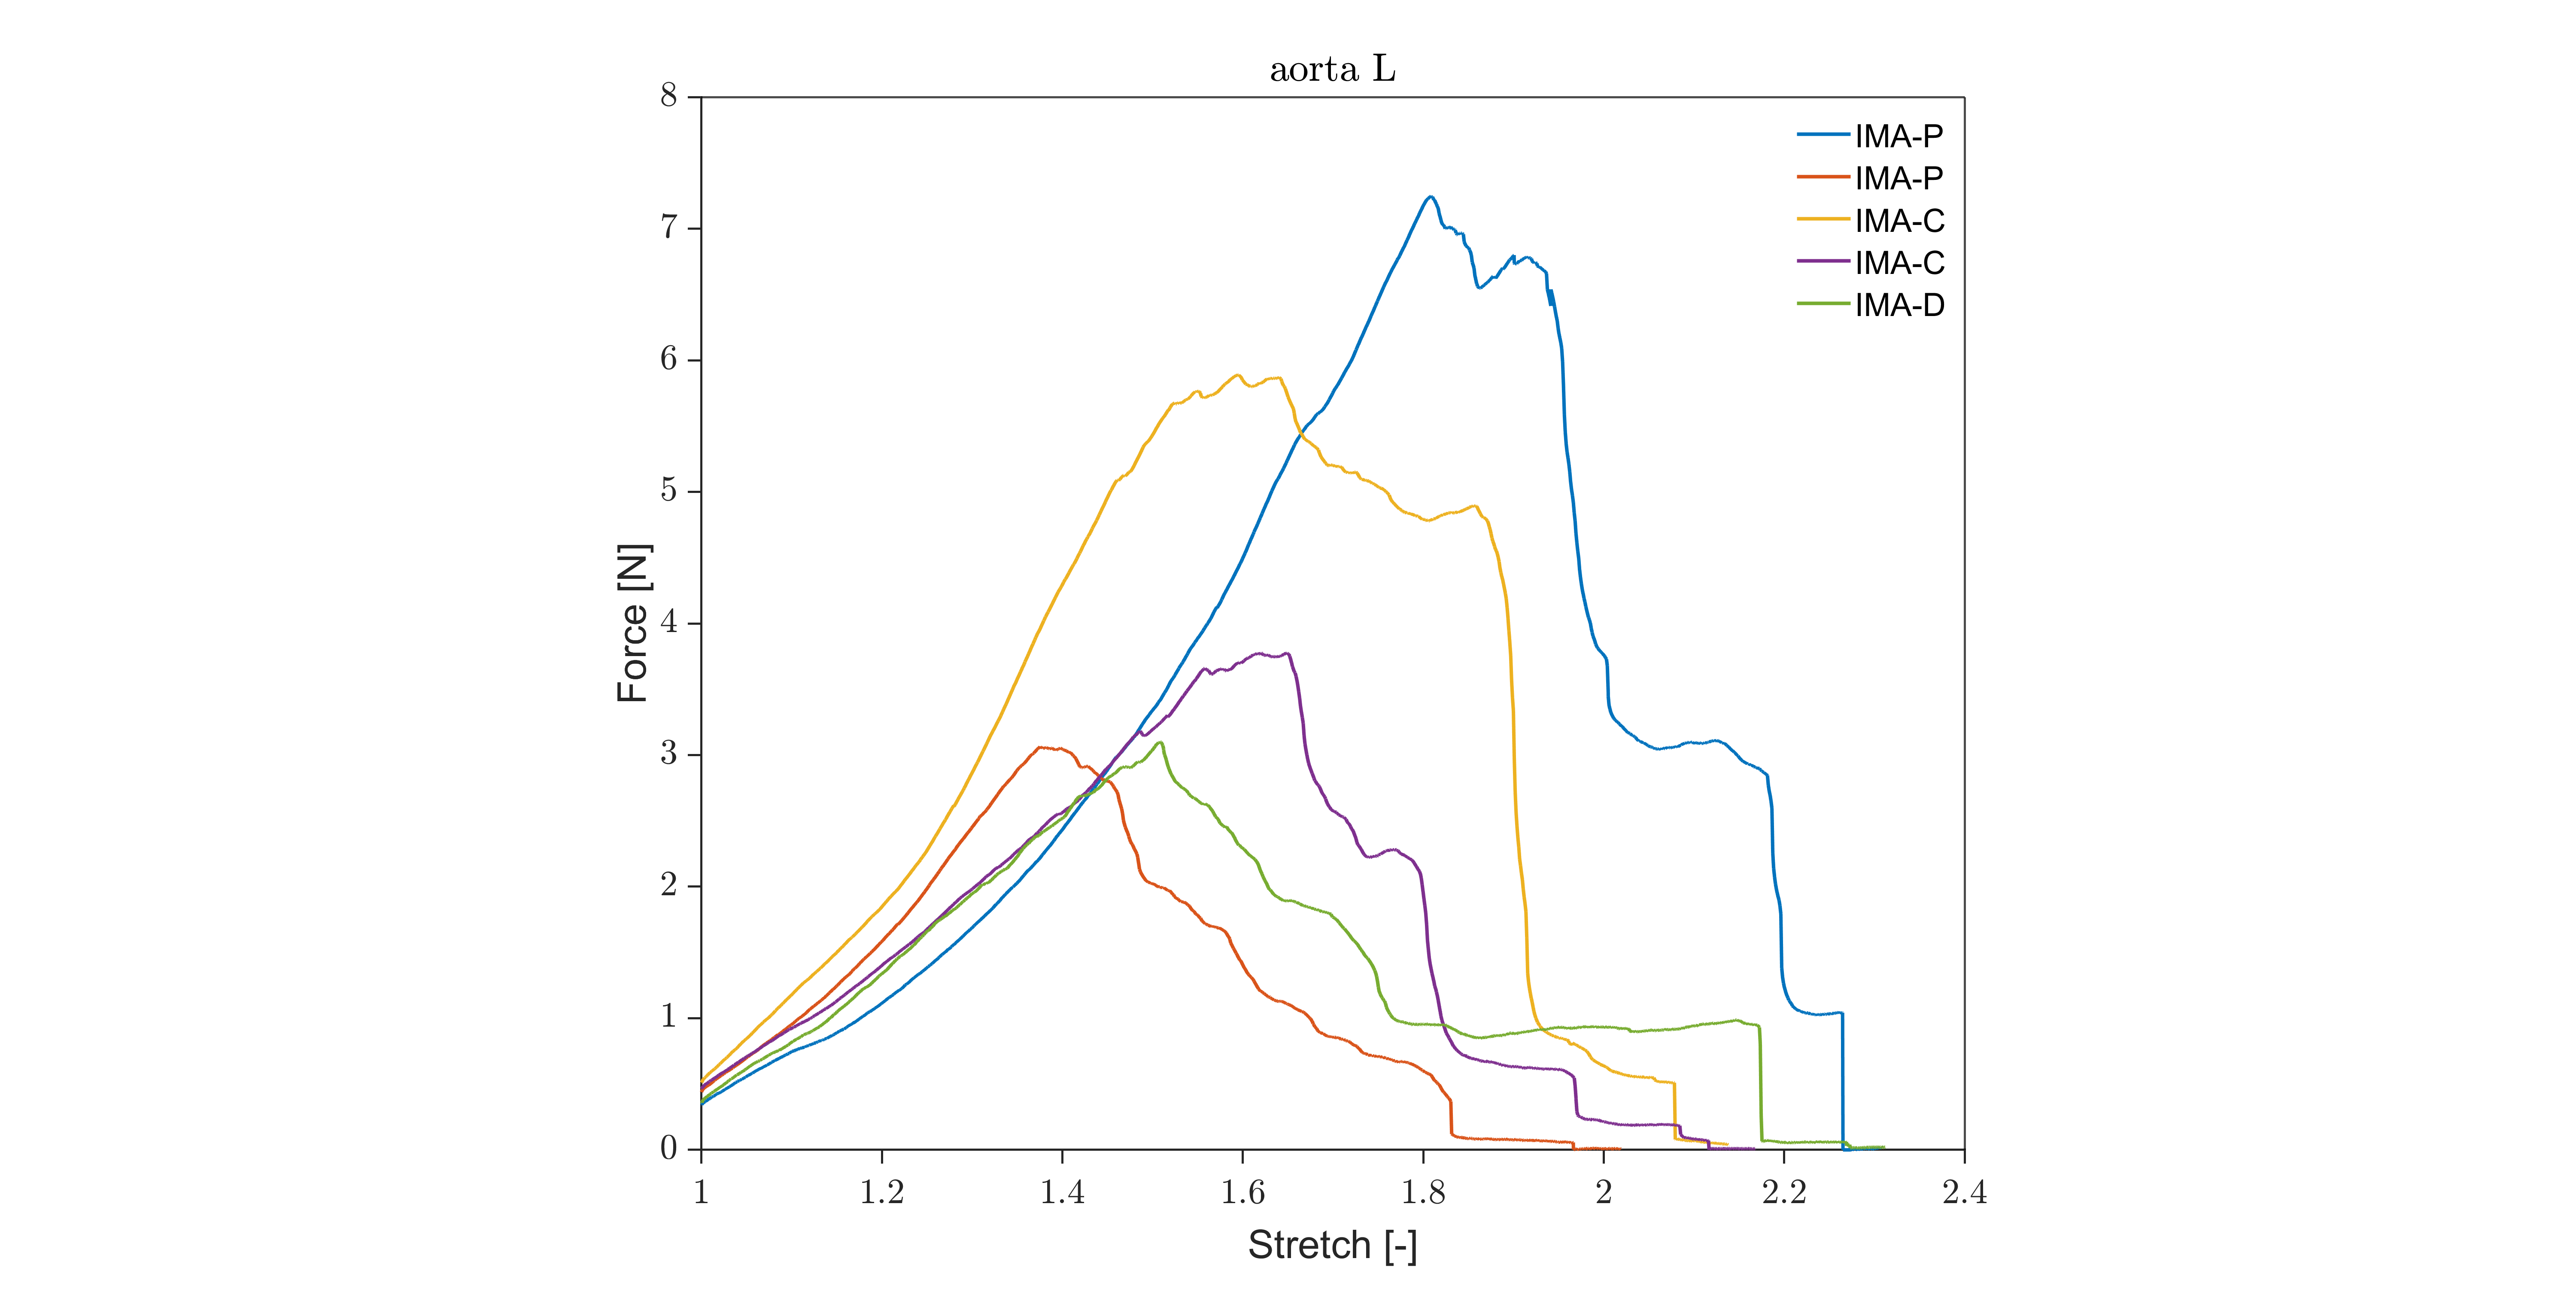 aorta L
8
7
6
5
4
3
2
1
0
Force [N]
IMA-P
IMA-P
IMA-C
IMA-C
IMA-D
1 1.2 1.4 1.6 1.8 2 2.2 2.4
Stretch [-]